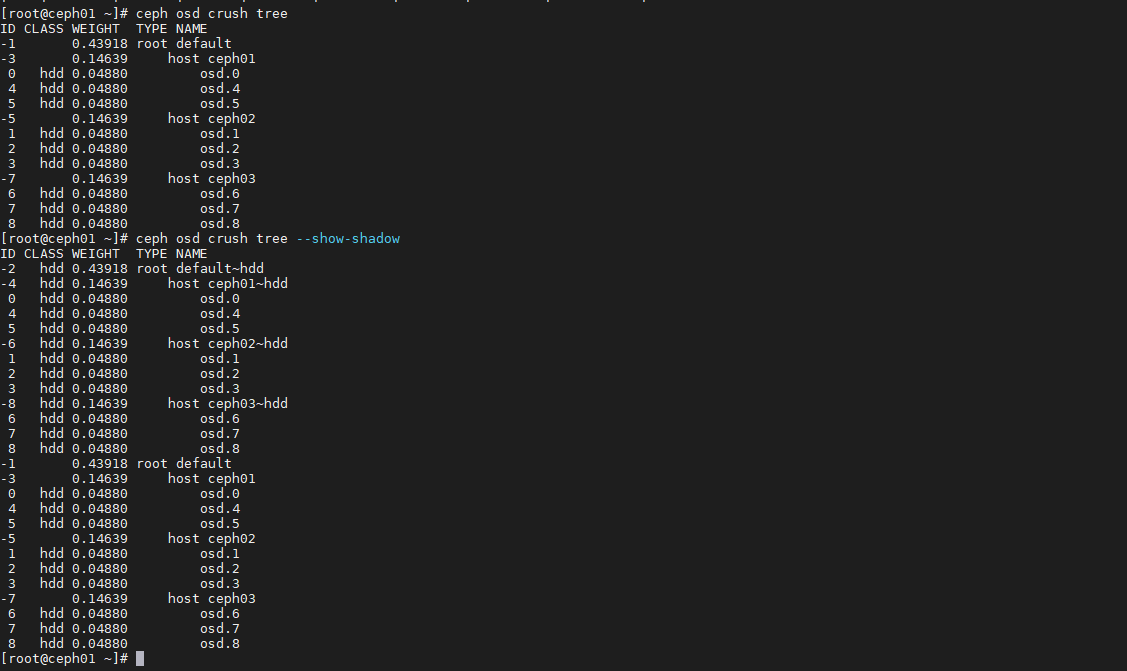 [root@ceph01 ~]# ceph osd crush tree
ID CLASS WEIGHT  TYPE NAME
-1       0.43918 root default
-3       0.14639     host ceph01
 0   hdd 0.04880         osd.0
 4   hdd 0.04880         osd.4
 5   hdd 0.04880         osd.5
-5       0.14639     host ceph02
 1   hdd 0.04880         osd.1
 2   hdd 0.04880         osd.2
 3   hdd 0.04880         osd.3
-7       0.14639     host ceph03
 6   hdd 0.04880         osd.6
 7   hdd 0.04880         osd.7
 8   hdd 0.04880         osd.8
[root@ceph01 ~]# ceph osd crush tree --show-shadow
ID CLASS WEIGHT  TYPE NAME
-2   hdd 0.43918 root default~hdd
-4   hdd 0.14639     host ceph01~hdd
 0   hdd 0.04880         osd.0
 4   hdd 0.04880         osd.4
 5   hdd 0.04880         osd.5
-6   hdd 0.14639     host ceph02~hdd
 1   hdd 0.04880         osd.1
 2   hdd 0.04880         osd.2
 3   hdd 0.04880         osd.3
-8   hdd 0.14639     host ceph03~hdd
 6   hdd 0.04880         osd.6
 7   hdd 0.04880         osd.7
 8   hdd 0.04880         osd.8
-1       0.43918 root default
-3       0.14639     host ceph01
 0   hdd 0.04880         osd.0
 4   hdd 0.04880         osd.4
 5   hdd 0.04880         osd.5
-5       0.14639     host ceph02
 1   hdd 0.04880         osd.1
 2   hdd 0.04880         osd.2
 3   hdd 0.04880         osd.3
-7       0.14639     host ceph03
 6   hdd 0.04880         osd.6
 7   hdd 0.04880         osd.7
 8   hdd 0.04880         osd.8
[root@ceph01 ~]#